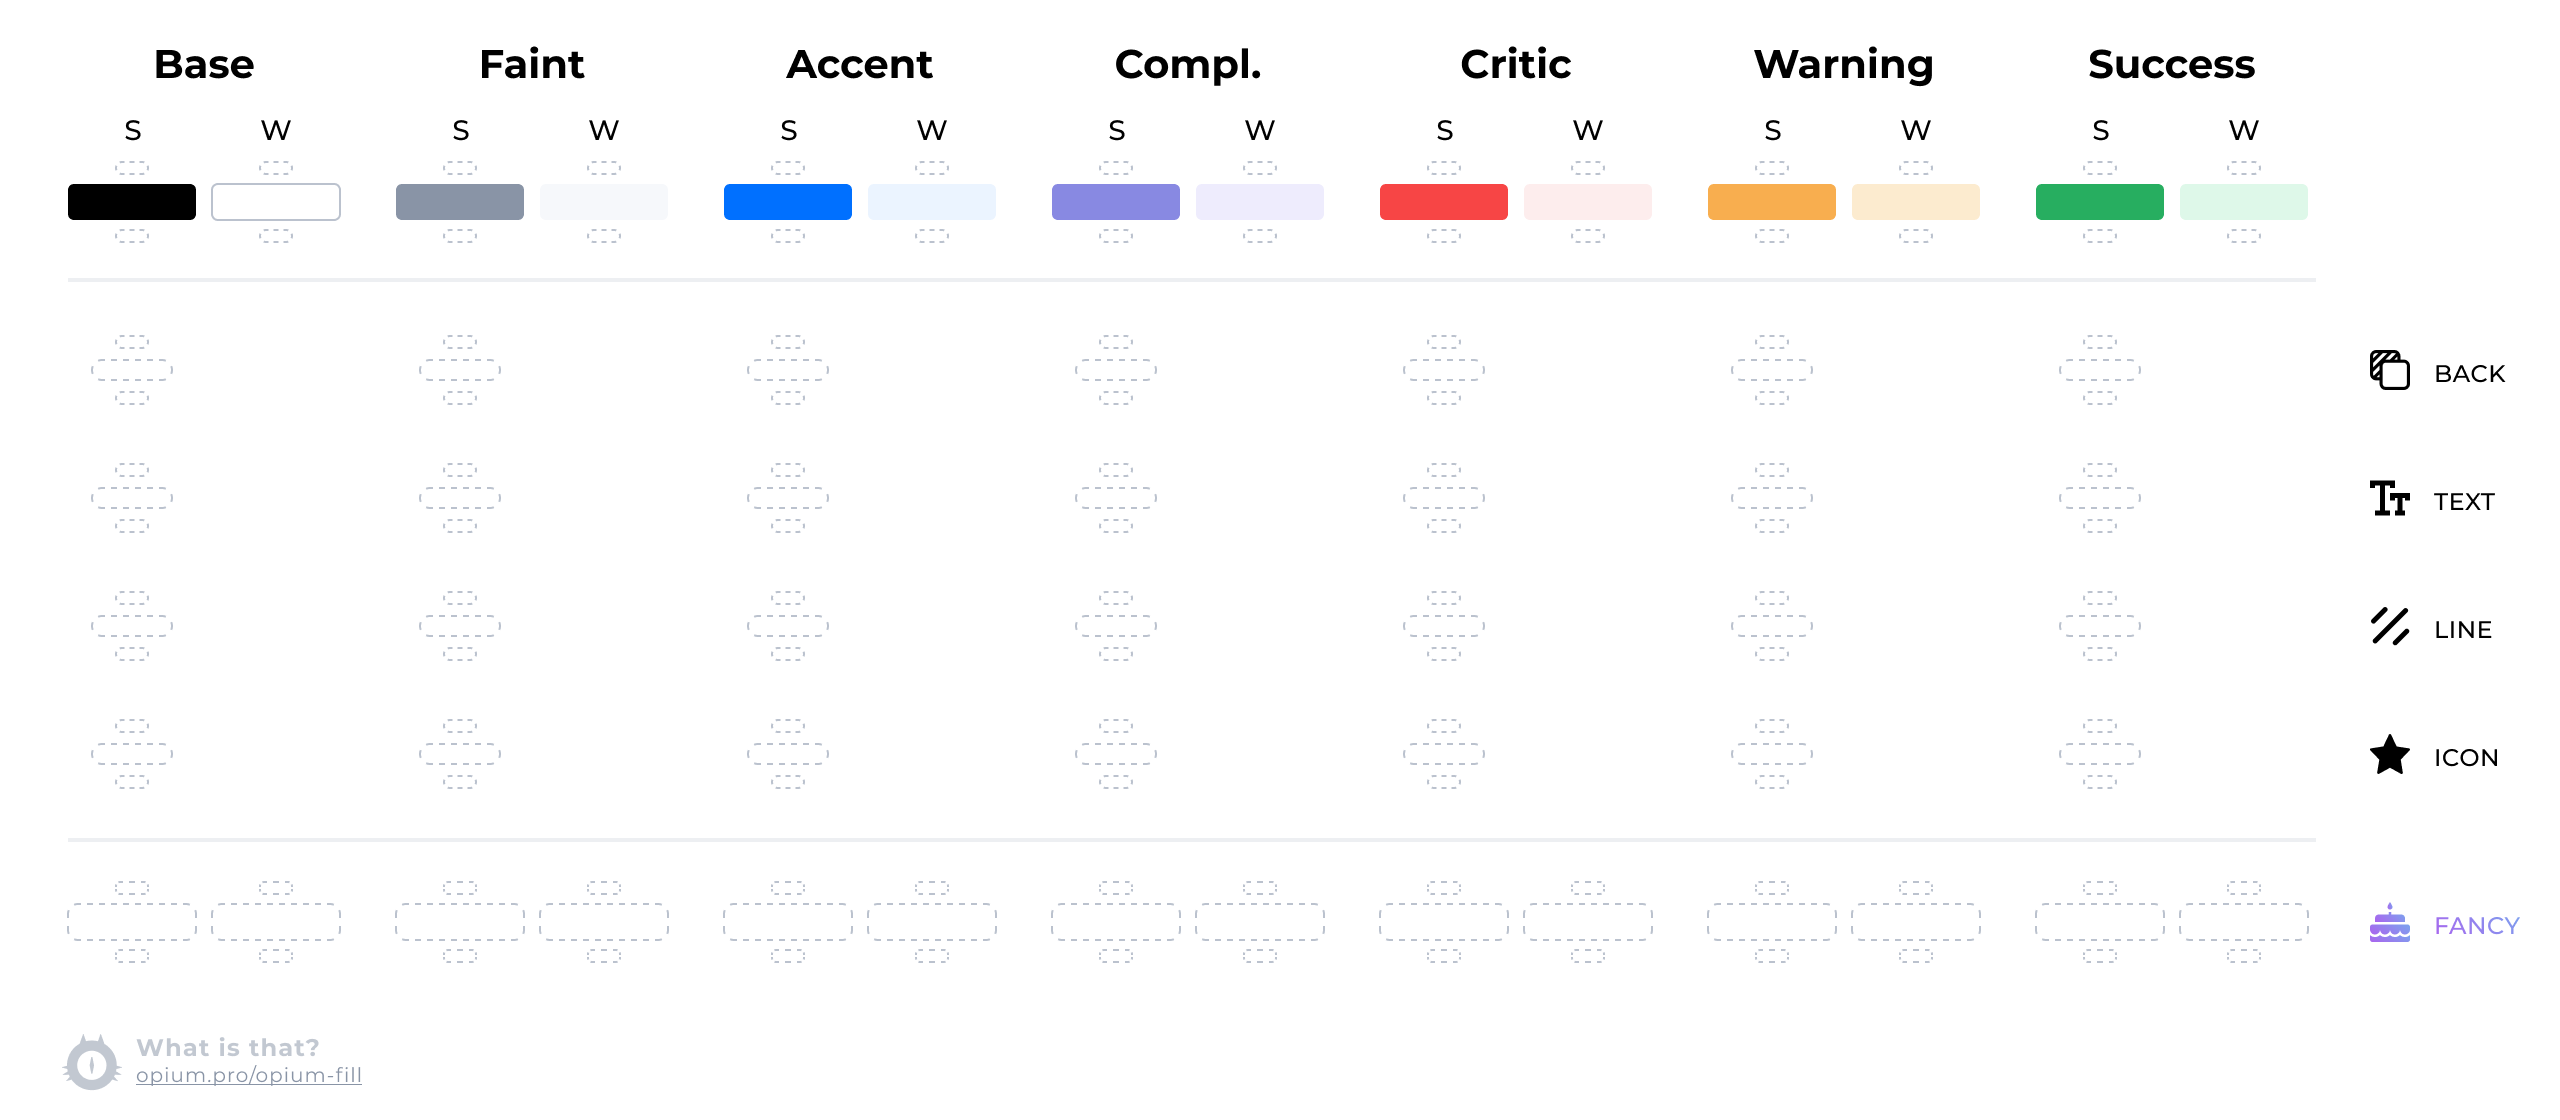 Base Faint Accent Compl. Critic Warning Success
S W S W S W S W S W S W S W
BACK
TEXT
LINE
ICON
FANCY
What is that?
opium.pro/opium-fill